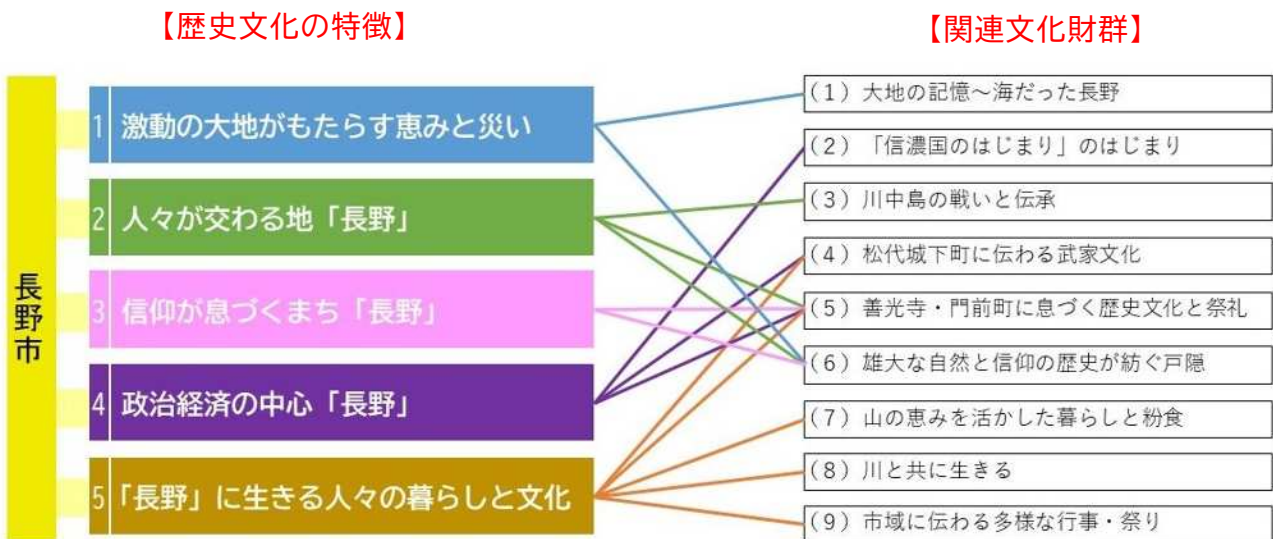 【歴史文化の特徴】
【関連文化財群】
長野市
1 激動の大地がもたらす恵みと災い
2 人々が交わる地「長野」
3 信仰が息づくまち「長野」
4 政治経済の中心「長野」
5 「長野」に生きる人々の暮らしと文化
（1）大地の記憶～海だった長野
（2）「信濃国のはじまり」のはじまり
（3）川中島の戦いと伝承
（4）松代城下町に伝わる武家文化
（5）善光寺・門前町に息づく歴史文化と祭礼
（6）雄大な自然と信仰の歴史が紡ぐ戸隠
（7）山の恵みを活かした暮らしと粉食
（8）川と共に生きる
（9）市域に伝わる多様な行事・祭り